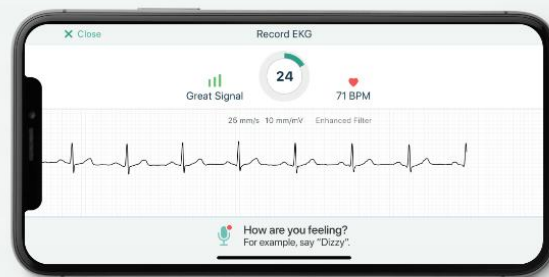 × Close
Record EKG
24
Great Signal
71 BPM
25 mm/s 10 mm/mV Enhanced Filter
How are you feeling?
For example, say "Dizzy".